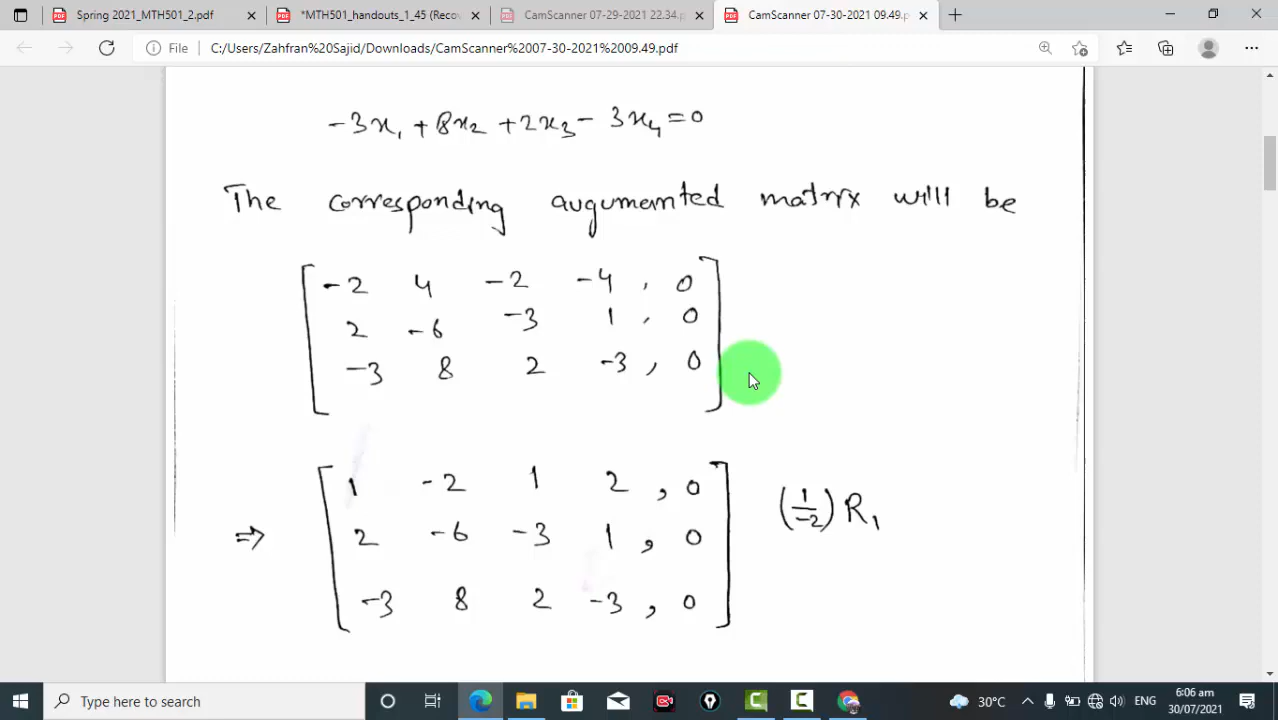 Spring 2021_MTH501_2.pdf
*MTH501_handouts_1_45 (Recov
CamScanner 07-29-2021 22.34.p
CamScanner 07-30-2021 09.49.p
File
C:/Users/Zahfran%20Sajid/Downloads/CamScanner%2007-30-2021%2009.49.pdf
-3x₁ + 8x₂ + 2x₃ - 3x₄ = 0
The corresponding augumemted matrix will be
-2 4 -2 -4 , 0
2 -6 -3 1 , 0
-3 8 2 -3 , 0
⇒
1 -2 1 2 , 0
2 -6 -3 1 , 0
-3 8 2 -3 , 0
(1/-2) R₁
Type here to search
30°C
ENG
6:06 am
30/07/2021